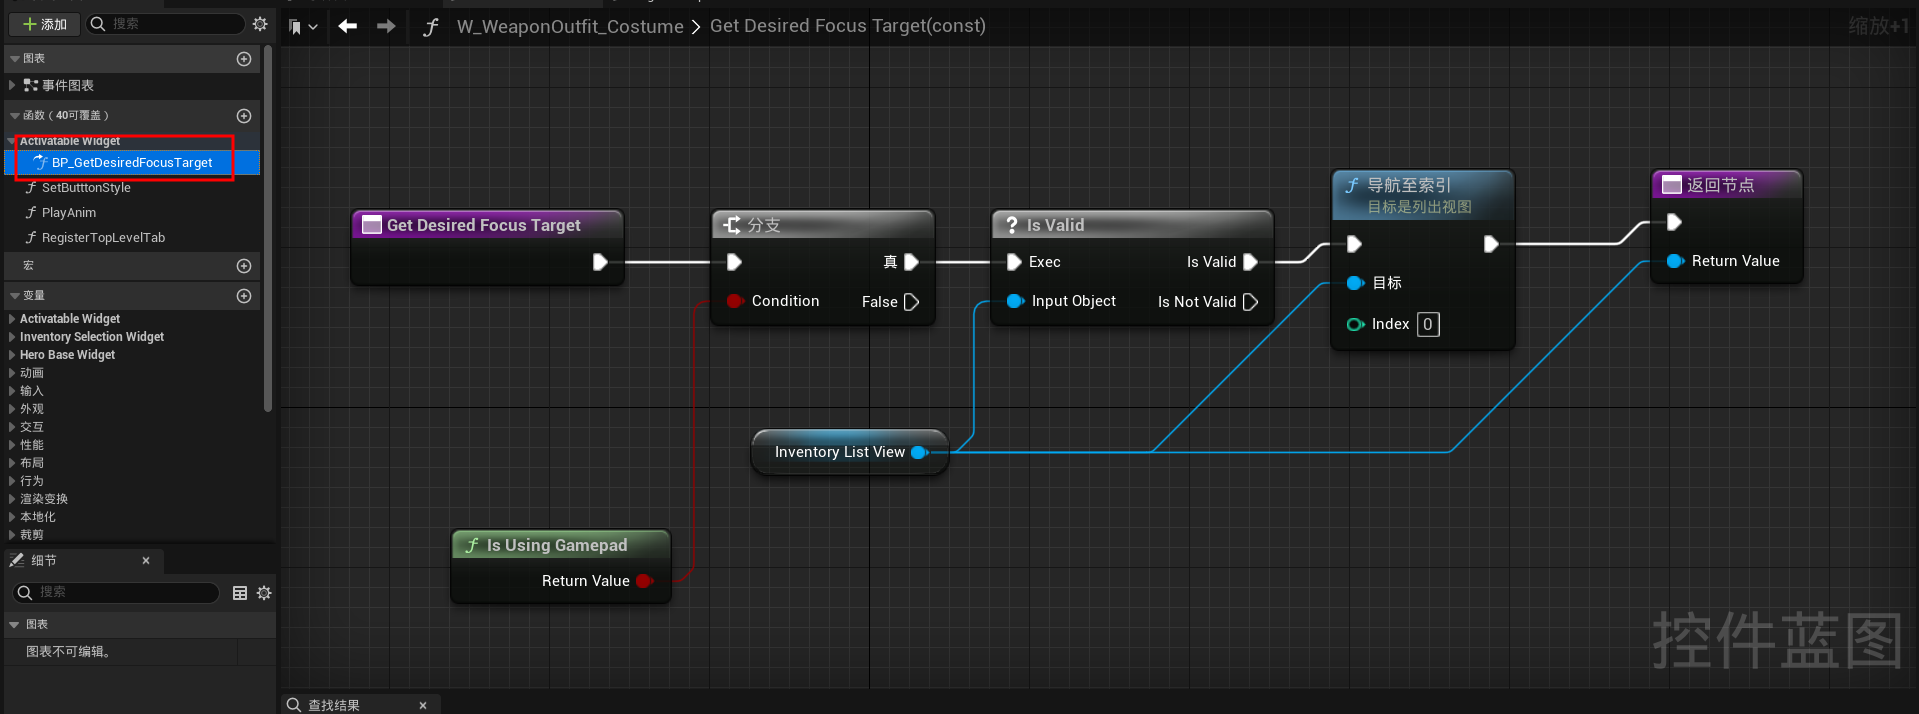 添加
搜索
W_WeaponOutfit_Costume > Get Desired Focus Target(const)
缩放+1
图表
事件图表
函数（40可覆盖）
Activatable Widget
BP_GetDesiredFocusTarget
SetButttonStyle
PlayAnim
RegisterTopLevelTab
宏
变量
Activatable Widget
Inventory Selection Widget
Hero Base Widget
动画
输入
外观
交互
性能
布局
行为
渲染变换
本地化
裁剪
细节
搜索
图表
图表不可编辑。
Get Desired Focus Target
分支
真
Condition
False
Is Valid
Exec
Is Valid
Input Object
Is Not Valid
导航至索引
目标是列出视图
目标
Index 0
返回节点
Return Value
Inventory List View
Is Using Gamepad
Return Value
控件蓝图
查找结果